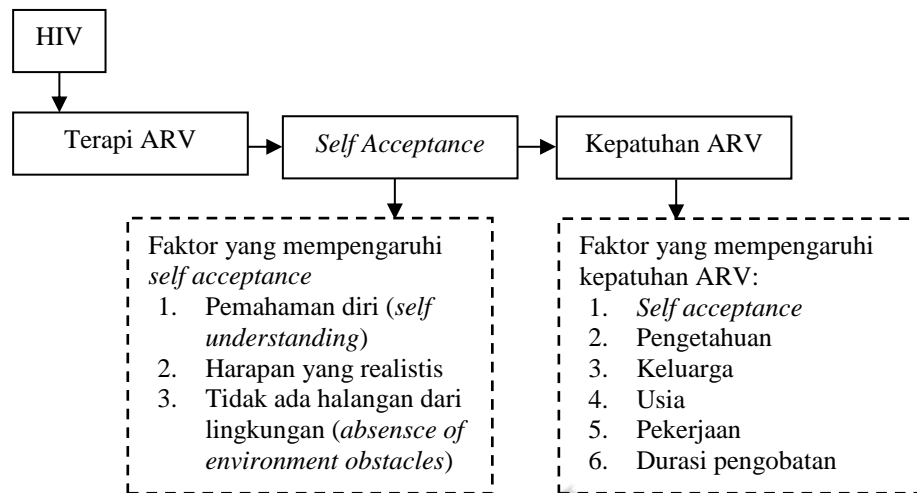 HIV
Terapi ARV
Self Acceptance
Kepatuhan ARV
Faktor yang mempengaruhi
self acceptance
1. Pemahaman diri (self
understanding)
2. Harapan yang realistis
3. Tidak ada halangan dari
lingkungan (absensce of
environment obstacles)
Faktor yang mempengaruhi
kepatuhan ARV:
1. Self acceptance
2. Pengetahuan
3. Keluarga
4. Usia
5. Pekerjaan
6. Durasi pengobatan